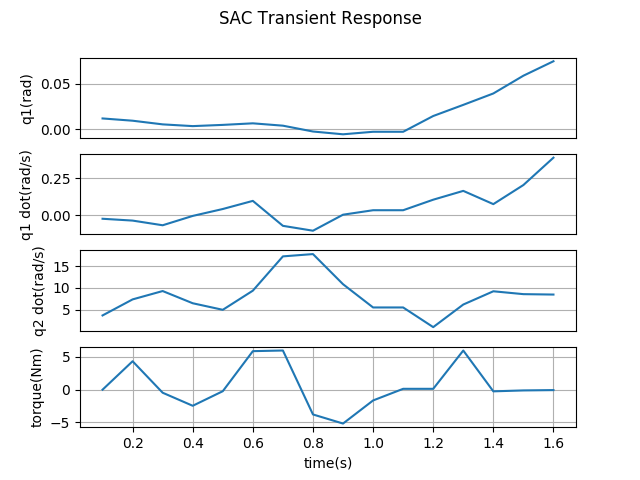 SAC Transient Response
q1(rad)
0.05
0.00
q1 dot(rad/s)
0.25
0.00
q2 dot(rad/s)
15
10
5
torque(Nm)
5
0
−5
0.2 0.4 0.6 0.8 1.0 1.2 1.4 1.6
time(s)